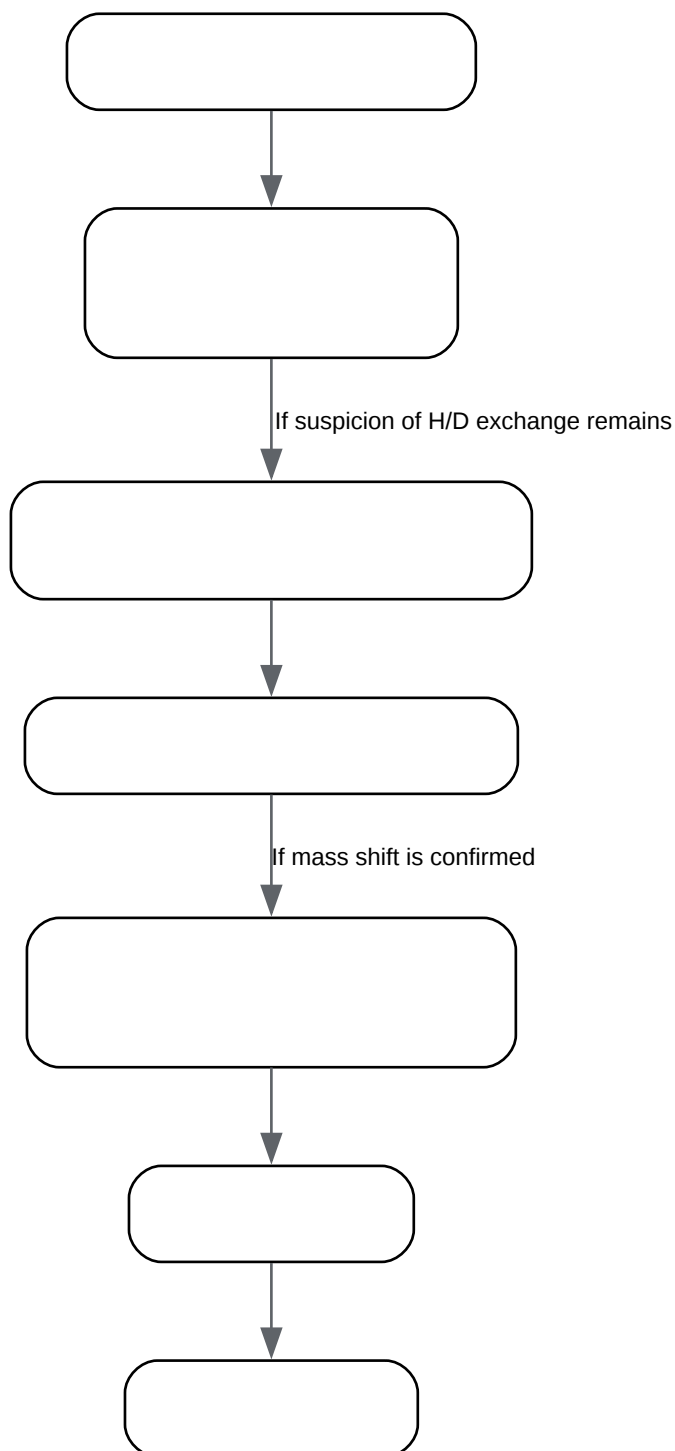 If suspicion of H/D exchange remains
If mass shift is confirmed